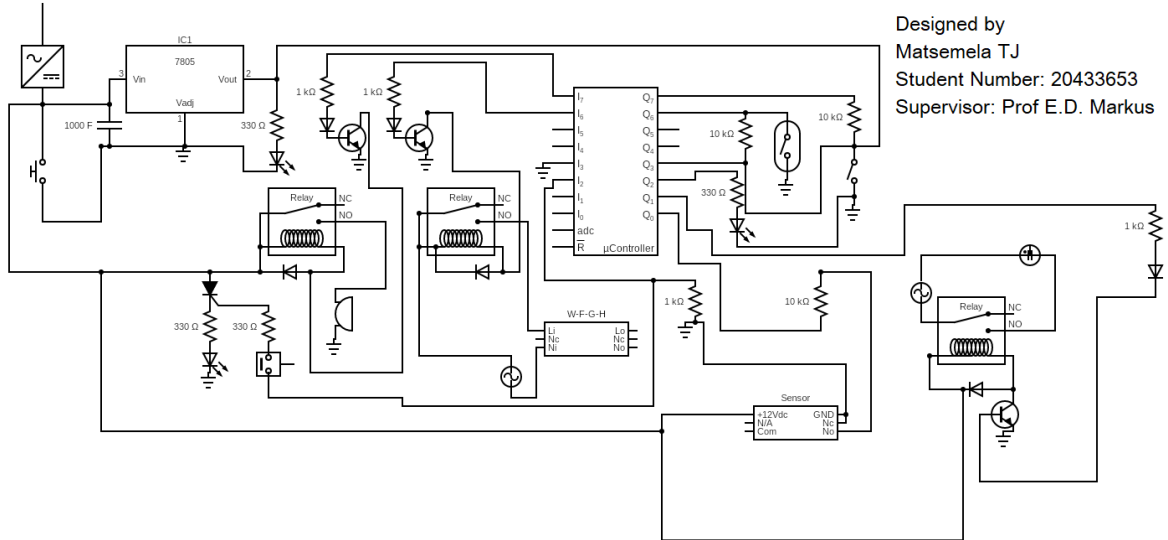 Designed by
Matsemela TJ
Student Number: 20433653
Supervisor: Prof E.D. Markus
IC1
7805
3
Vin
Vout
2
Vadj
1
1000 F
330 Ω
1 kΩ
1 kΩ
I7
I6
I5
I4
I3
I2
I1
I0
adc
R
Q7
Q6
Q5
Q4
Q3
Q2
Q1
Q0
µController
10 kΩ
10 kΩ
330 Ω
1 kΩ
Relay
NC
NO
Relay
NC
NO
330 Ω
330 Ω
W-F-G-H
Li
Nc
Ni
Lo
Nc
No
1 kΩ
10 kΩ
Relay
NC
NO
Sensor
+12Vdc
N/A
Com
GND
Nc
No